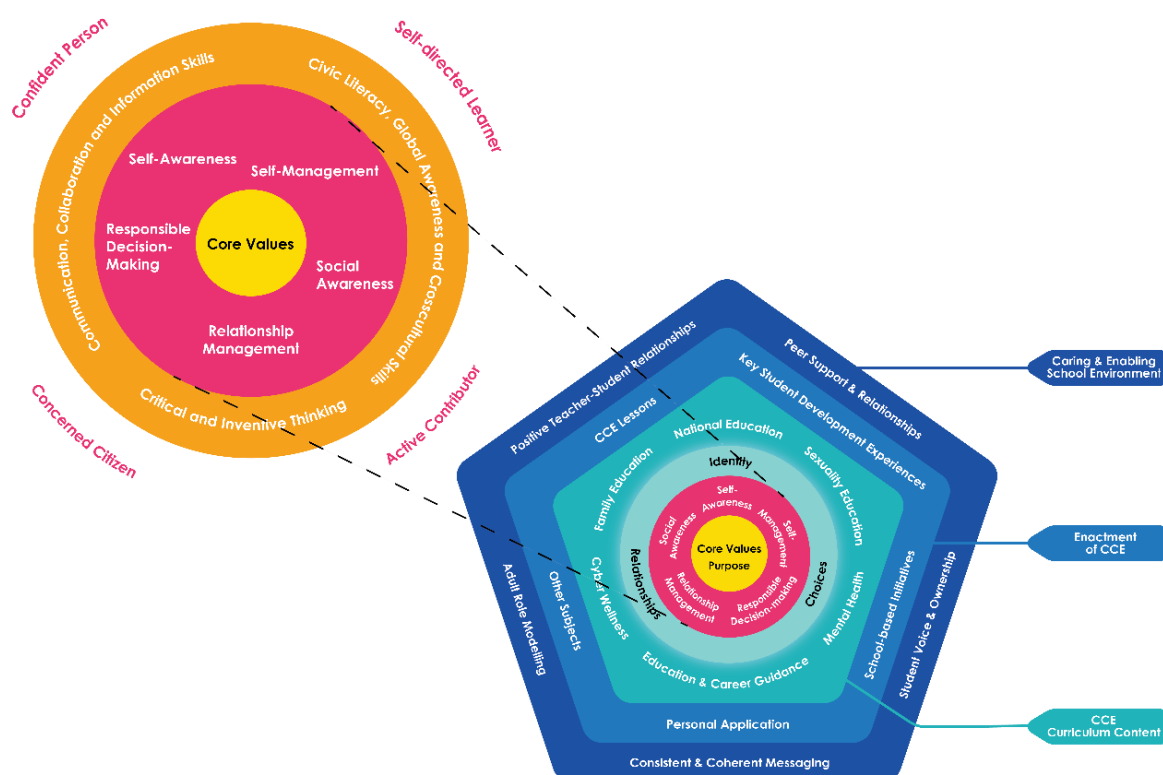 Confident Person
Self-directed Learner
Communication, Collaboration and Information Skills
Civic Literacy, Global Awareness and Crosscultural Skills
Self-Awareness
Self-Management
Responsible
Decision-
Making
Core Values
Social
Awareness
Relationship
Management
Critical and Inventive Thinking
Concerned Citizen
Active Contributor
Positive Teacher-Student Relationships
Peer Support & Relationships
Caring & Enabling
School Environment
CCE Lessons
Key Student Development Experiences
National Education
Family Education
Sexuality Education
Identity
Self-
Awareness
Social
Awareness
Self-
Management
Core Values
Purpose
Enactment
of CCE
Relationships
Choices
Relationship
Management
Responsible
Decision-making
Cyber Wellness
Mental Health
Adult Role Modelling
Other Subjects
School-based Initiatives
Student Voice & Ownership
Education & Career Guidance
Personal Application
CCE
Curriculum Content
Consistent & Coherent Messaging